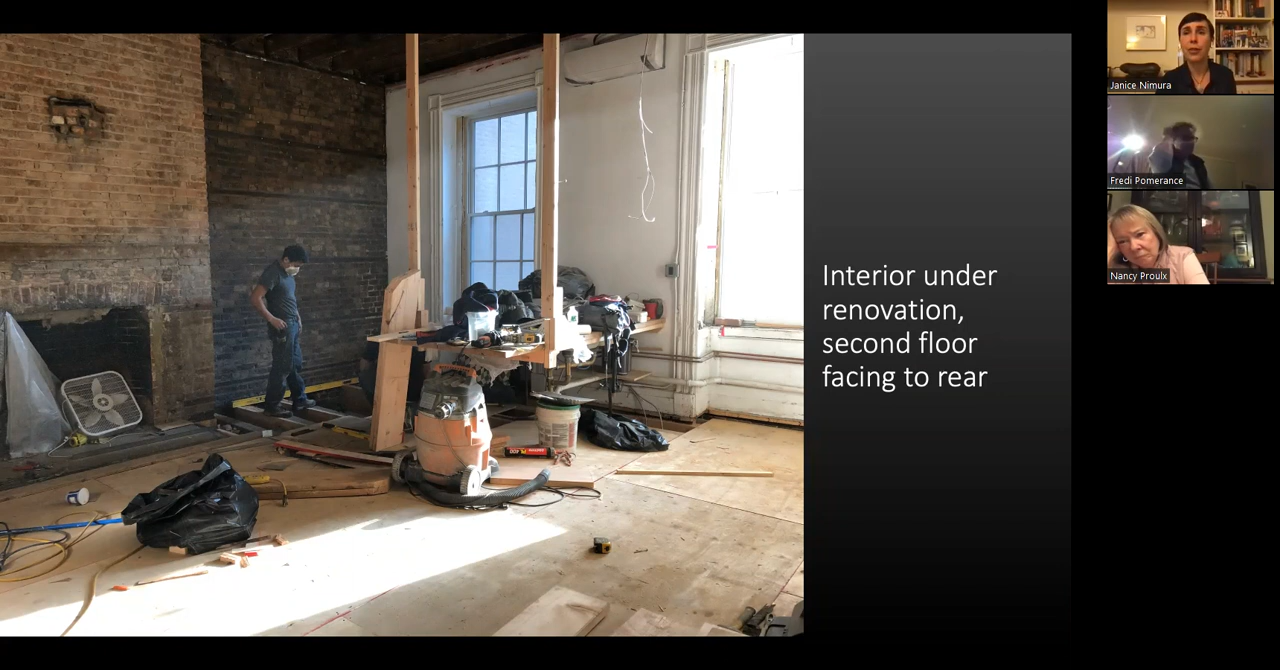 Interior under
renovation,
second floor
facing to rear
Janice Nimura
Fredi Pomerance
Nancy Proulx